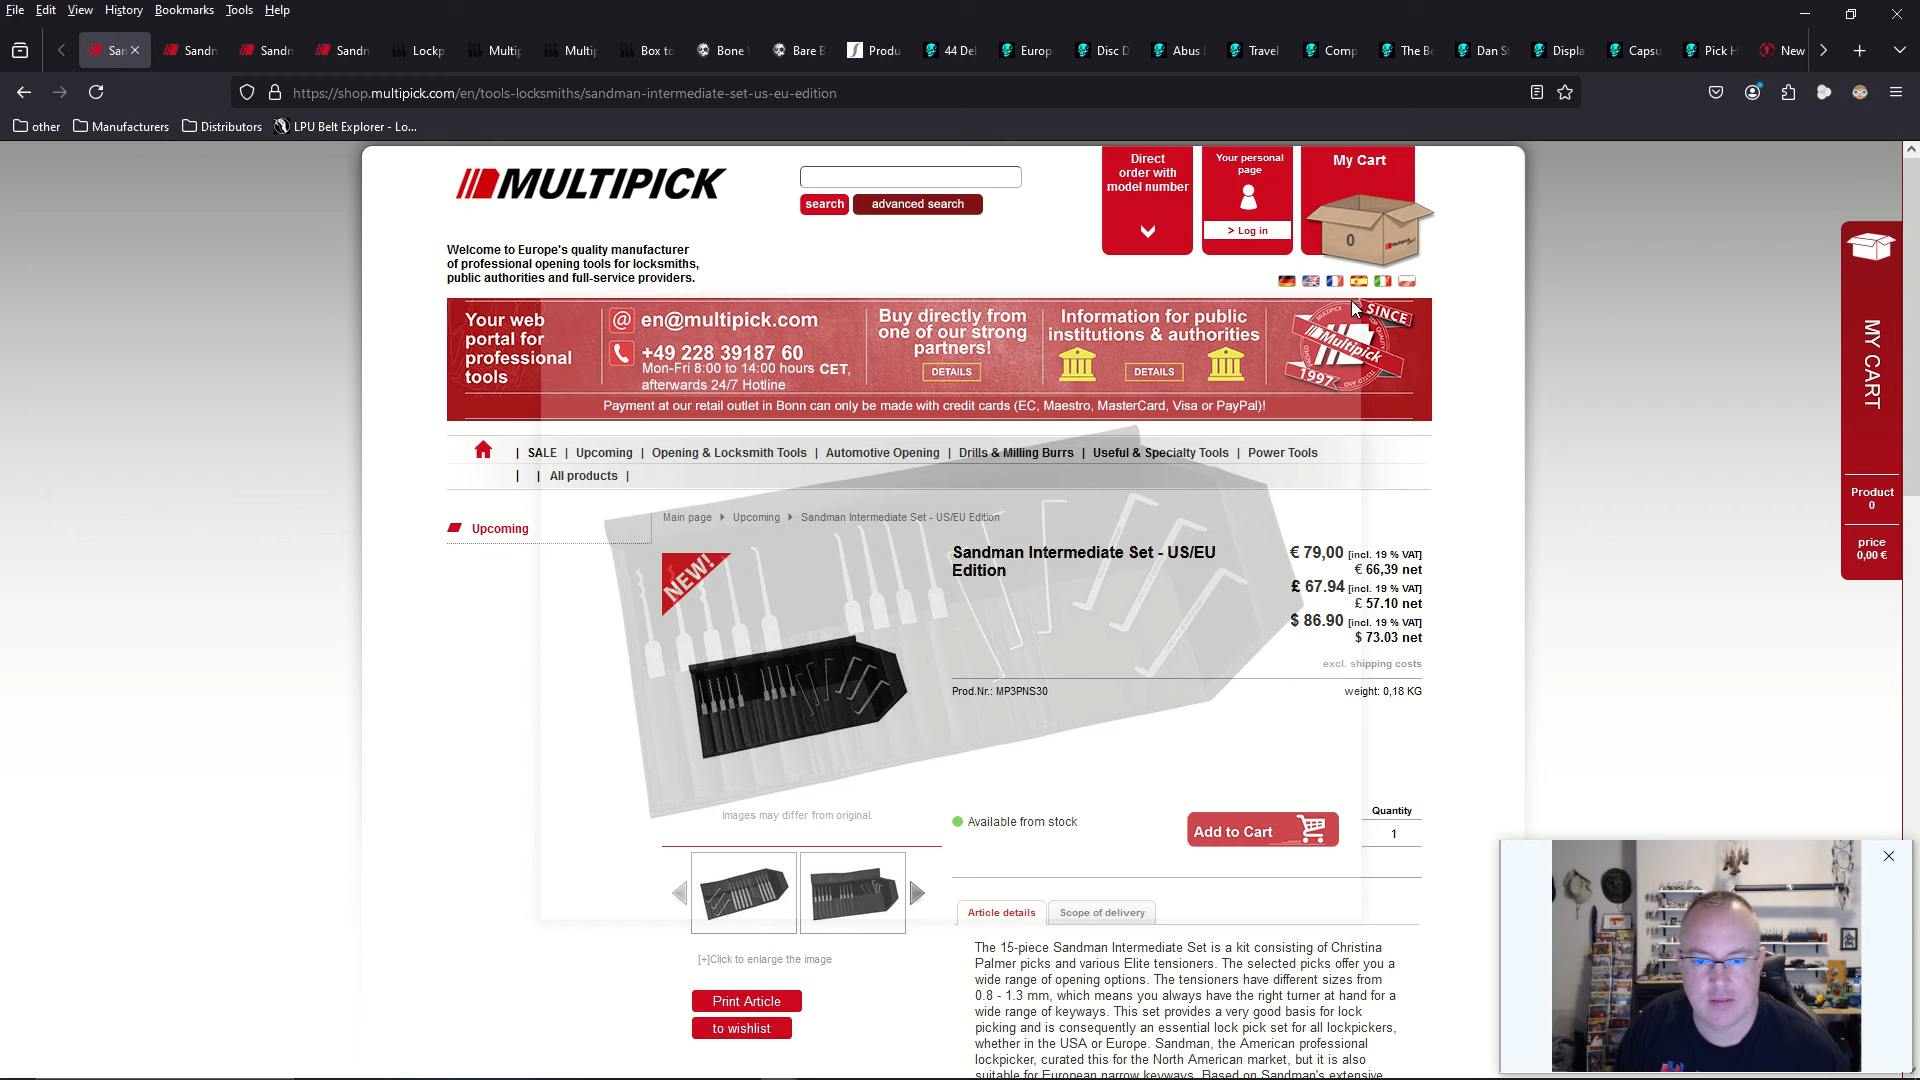 File Edit View History Bookmarks Tools Help
San Sandn Sandn Sandn Lockp Multip Multip Box to Bone Bare B Produ 44 Del Europ Disc D Abus Travel Comp The Be Dan St Displa Capsu Pick H New
https://shop.multipick.com/en/tools-locksmiths/sandman-intermediate-set-us-eu-edition
other Manufacturers Distributors LPU Belt Explorer - Lo...
MULTIPICK
search advanced search
Direct
order with
model number
Your personal
page
> Log in
My Cart
0
Welcome to Europe's quality manufacturer
of professional opening tools for locksmiths,
public authorities and full-service providers.
Your web
portal for
professional
tools
@ en@multipick.com
+49 228 39187 60
Mon-Fri 8:00 to 14:00 hours CET,
afterwards 24/7 Hotline
Buy directly from
one of our strong
partners!
DETAILS
Information for public
institutions & authorities
DETAILS
SINCE
Multipick
1997
Payment at our retail outlet in Bonn can only be made with credit cards (EC, Maestro, MasterCard, Visa or PayPal)!
| SALE | Upcoming | Opening & Locksmith Tools | Automotive Opening | Drills & Milling Burrs | Useful & Specialty Tools | Power Tools
| | All products |
Upcoming
Main page Upcoming Sandman Intermediate Set - US/EU Edition
NEW!
Sandman Intermediate Set - US/EU
Edition
€ 79,00 [incl. 19 % VAT]
€ 66,39 net
£ 67.94 [incl. 19 % VAT]
£ 57.10 net
$ 86.90 [incl. 19 % VAT]
$ 73.03 net
excl. shipping costs
Prod.Nr.: MP3PNS30 weight: 0,18 KG
Images may differ from original.
Available from stock
Add to Cart
Quantity
1
[+]Click to enlarge the image
Print Article
to wishlist
Article details Scope of delivery
The 15-piece Sandman Intermediate Set is a kit consisting of Christina
Palmer picks and various Elite tensioners. The selected picks offer you a
wide range of opening options. The tensioners have different sizes from
0.8 - 1.3 mm, which means you always have the right turner at hand for a
wide range of keyways. This set provides a very good basis for lock
picking and is consequently an essential lock pick set for all lockpickers,
whether in the USA or Europe. Sandman, the American professional
lockpicker, curated this for the North American market, but it is also
suitable for European narrow keyways. Based on Sandman's extensive
MY CART
Product
0
price
0,00 €